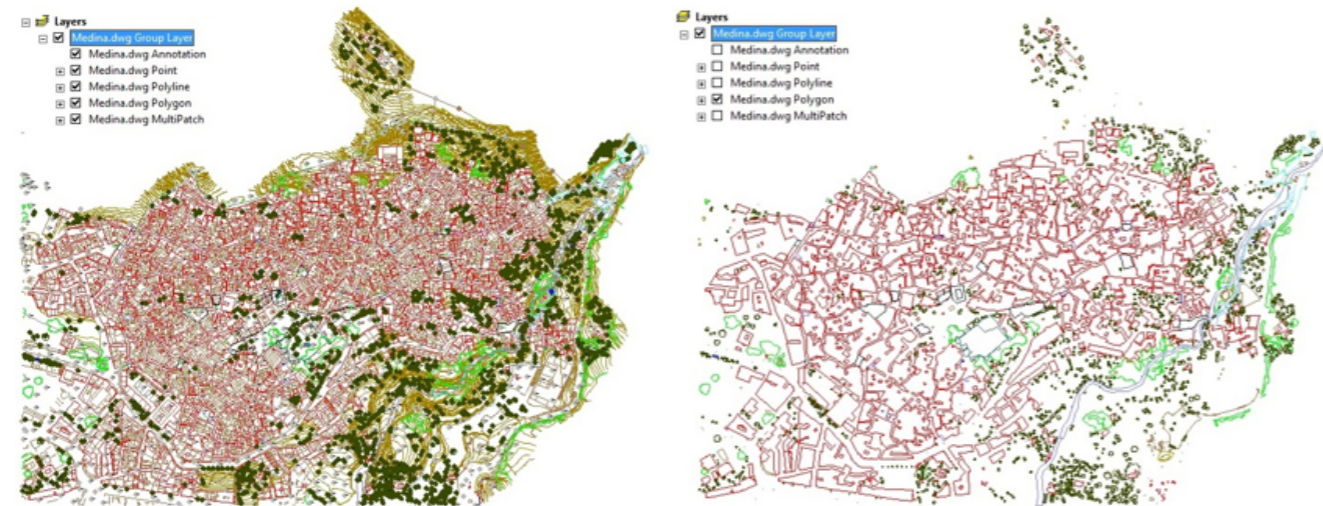 Layers
Medina.dwg Group Layer
Medina.dwg Annotation
Medina.dwg Point
Medina.dwg Polyline
Medina.dwg Polygon
Medina.dwg MultiPatch
Layers
Medina.dwg Group Layer
Medina.dwg Annotation
Medina.dwg Point
Medina.dwg Polyline
Medina.dwg Polygon
Medina.dwg MultiPatch